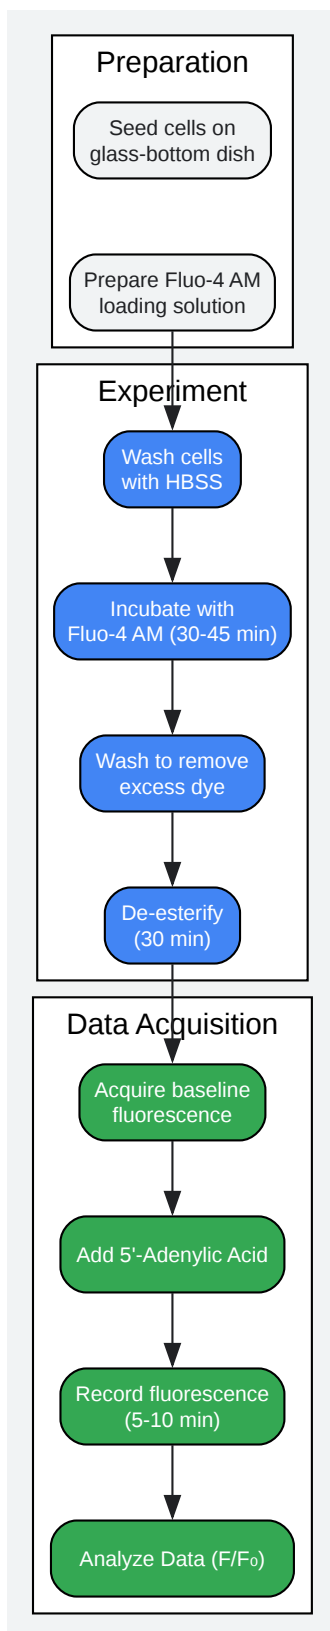 Preparation
Seed cells on
glass-bottom dish
Prepare Fluo-4 AM
loading solution
Experiment
Wash cells
with HBSS
Incubate with
Fluo-4 AM (30-45 min)
Wash to remove
excess dye
De-esterify
(30 min)
Data Acquisition
Acquire baseline
fluorescence
Add 5'-Adenylic Acid
Record fluorescence
(5-10 min)
Analyze Data (F/F₀)